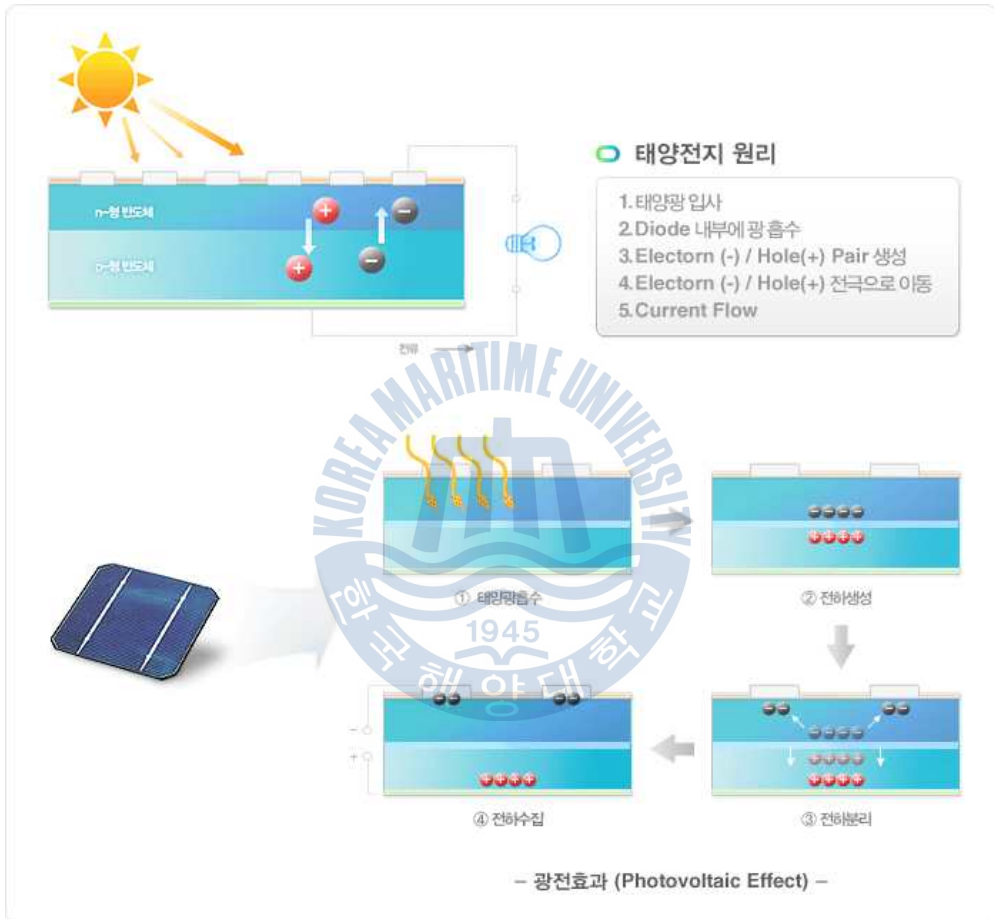 태양전지 원리
n-형 반도체
p-형 반도체
1. 태양광 입사
2. Diode 내부에 광 흡수
3. Electorn (-) / Hole(+) Pair 생성
4. Electorn (-) / Hole(+) 전극으로 이동
5. Current Flow
전류
KOREA MARITIME UNIVERSITY
1945
한국해양대학교
① 태양광흡수
② 전하생성
③ 전하분리
④ 전하수집
– 광전효과 (Photovoltaic Effect) –